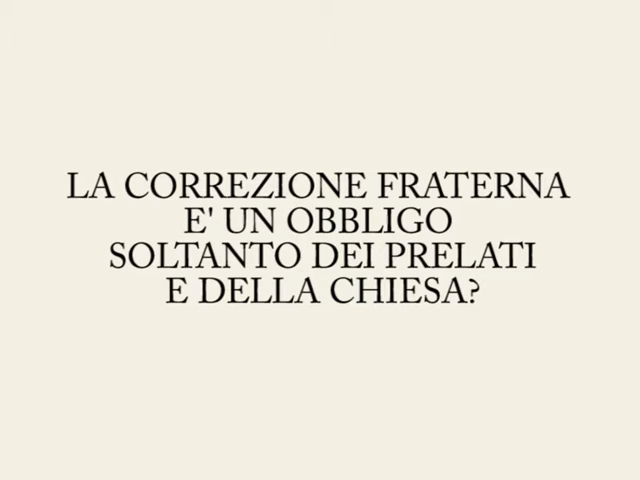 LA CORREZIONE FRATERNA
E' UN OBBLIGO
SOLTANTO DEI PRELATI
E DELLA CHIESA?